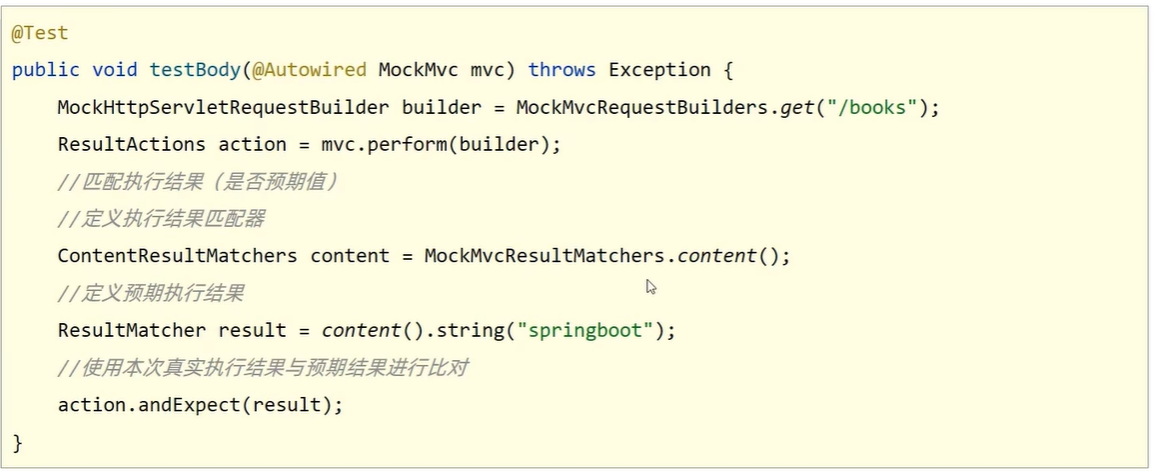 @Test
public void testBody(@Autowired MockMvc mvc) throws Exception {
    MockHttpServletRequestBuilder builder = MockMvcRequestBuilders.get("/books");
    ResultActions action = mvc.perform(builder);
    //匹配执行结果（是否预期值）
    //定义执行结果匹配器
    ContentResultMatchers content = MockMvcResultMatchers.content();
    //定义预期执行结果
    ResultMatcher result = content().string("springboot");
    //使用本次真实执行结果与预期结果进行比对
    action.andExpect(result);
}